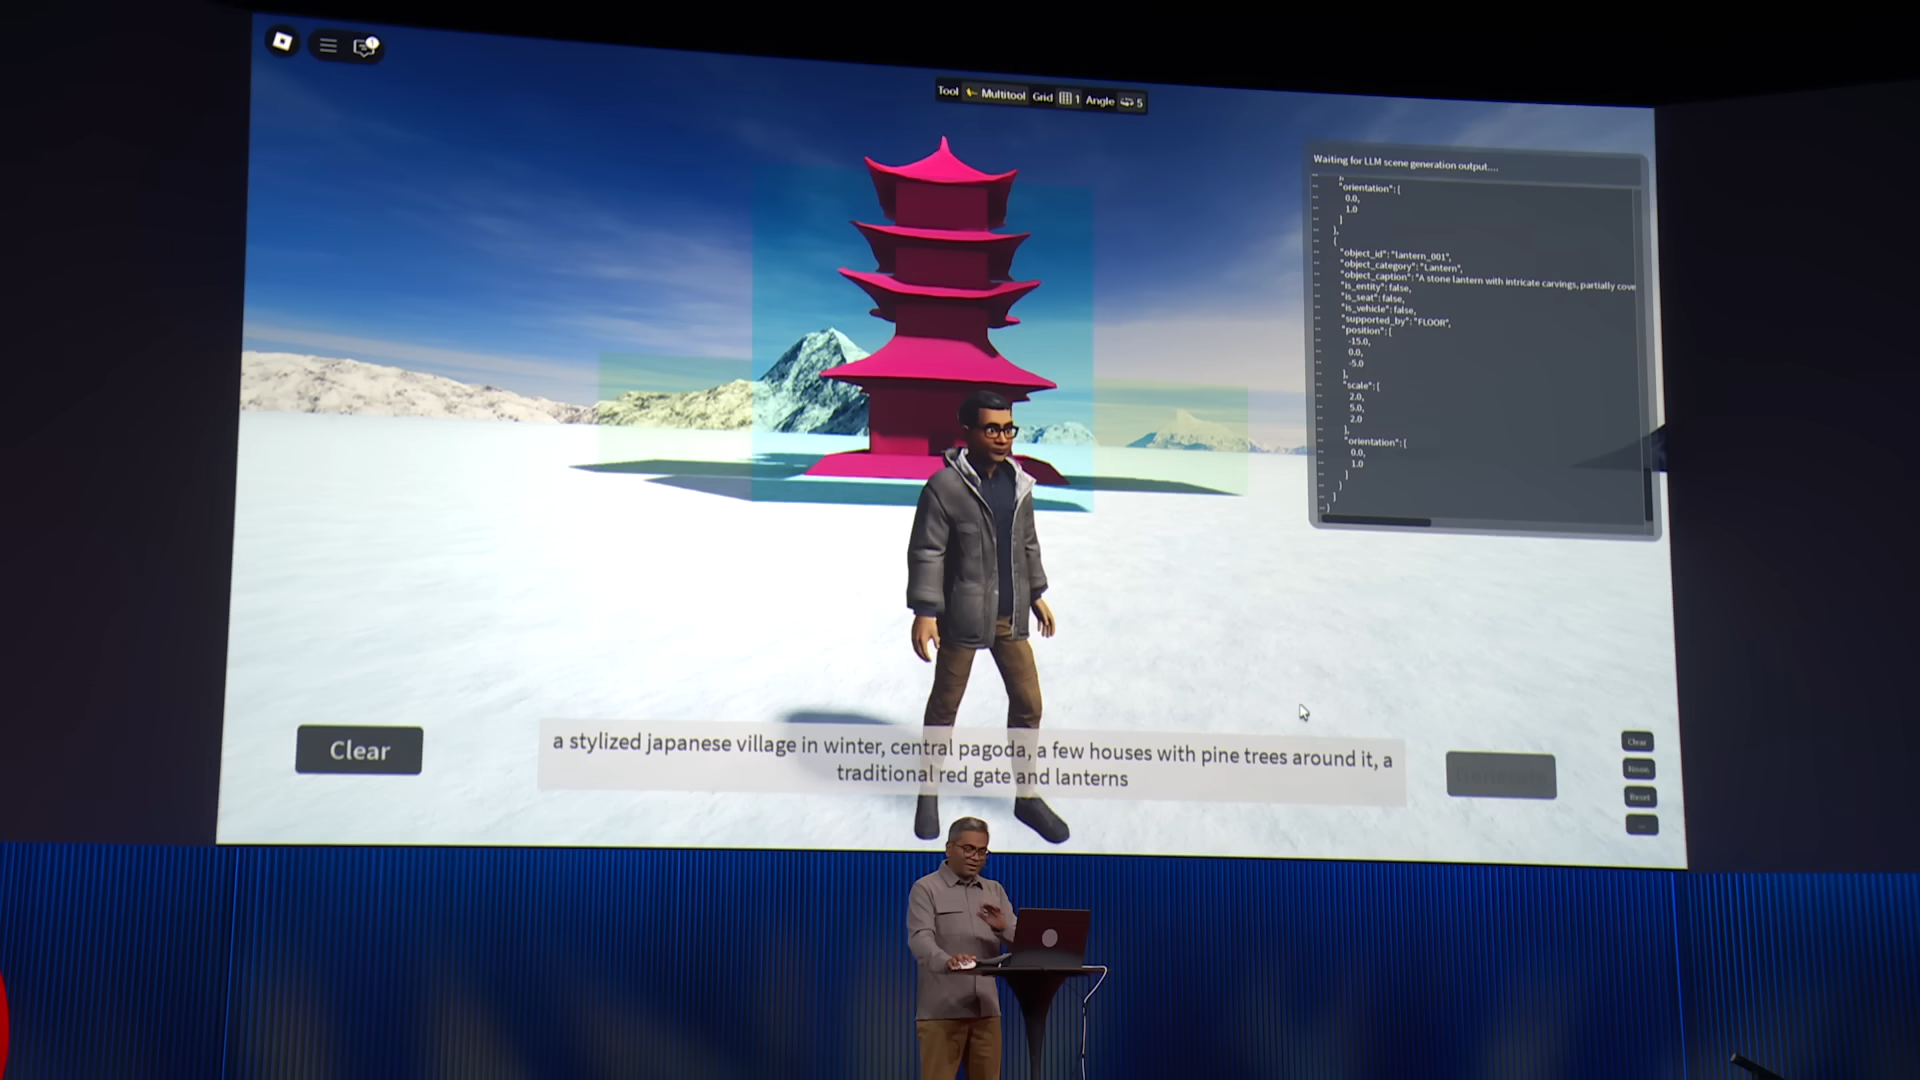 1
Tool Multitool Grid 1 Angle 5
Waiting for LLM scene generation output....
},
"orientation": [
0.0,
1.0
]
},
{
"object_id": "lantern_001",
"object_category": "Lantern",
"object_caption": "A stone lantern with intricate carvings, partially cove
"is_entity": false,
"is_seat": false,
"is_vehicle": false,
"supported_by": "FLOOR",
"position": [
-15.0,
0.0,
-5.0
],
"scale": [
2.0,
5.0,
2.0
],
"orientation": [
0.0,
1.0
]
}
]
}
Clear
a stylized japanese village in winter, central pagoda, a few houses with pine trees around it, a
traditional red gate and lanterns
Clear
Reset